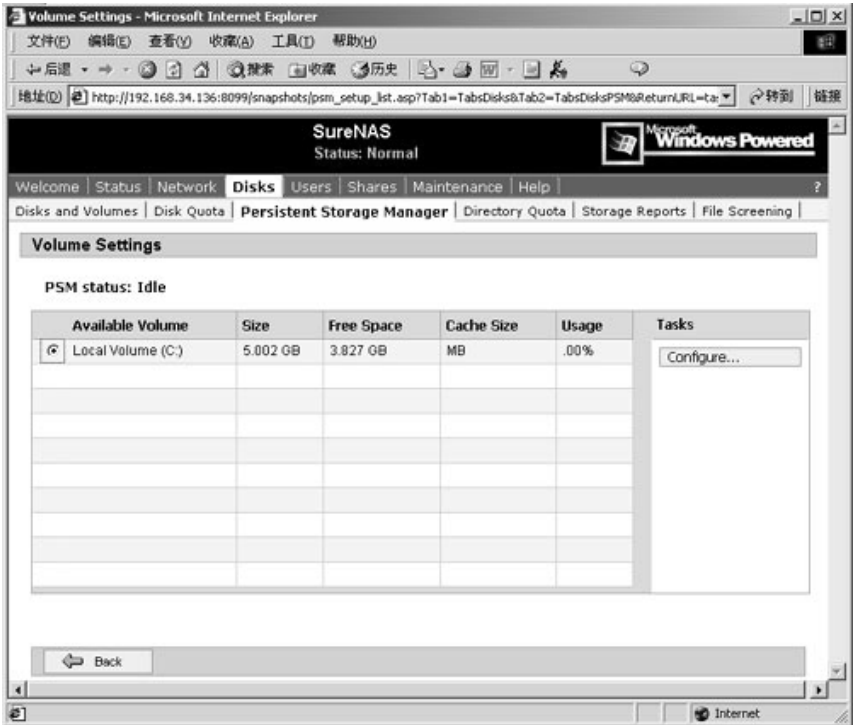 Volume Settings - Microsoft Internet Explorer
文件(F) 编辑(E) 查看(V) 收藏(A) 工具(T) 帮助(H)
后退 搜索 收藏 历史
地址(D) http://192.168.34.136:8099/snapshots/psm_setup_list.asp?Tab1=TabsDisks&Tab2=TabsDisksPSM&ReturnURL=ta: 转到 链接
SureNAS
Status: Normal
Microsoft
Windows Powered
Welcome Status Network Disks Users Shares Maintenance Help ?
Disks and Volumes Disk Quota Persistent Storage Manager Directory Quota Storage Reports File Screening
Volume Settings
PSM status: Idle
Available Volume Size Free Space Cache Size Usage Tasks
Local Volume (C:) 5.002 GB 3.827 GB MB .00% Configure...
Back
Internet